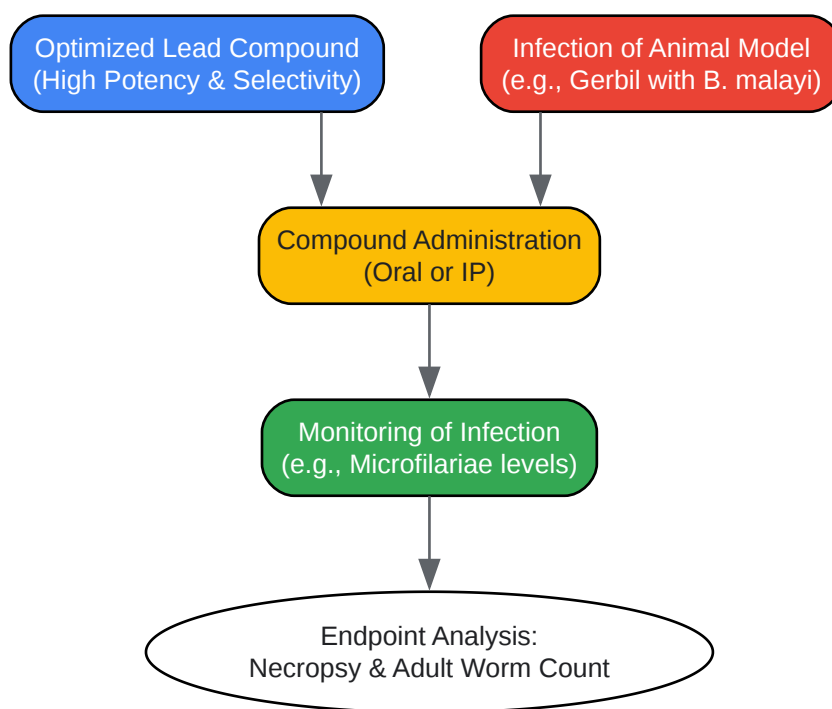 Optimized Lead Compound
(High Potency & Selectivity)
Infection of Animal Model
(e.g., Gerbil with B. malayi)
Compound Administration
(Oral or IP)
Monitoring of Infection
(e.g., Microfilariae levels)
Endpoint Analysis:
Necropsy & Adult Worm Count